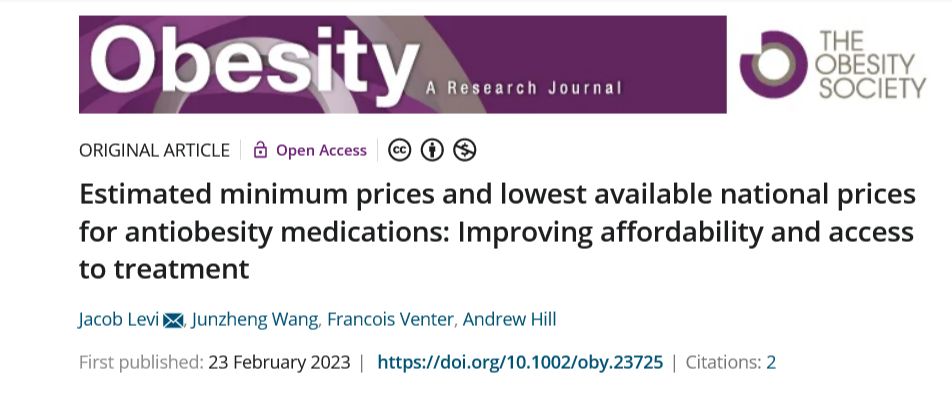 Obesity
A Research Journal
THE
OBESITY
SOCIETY
ORIGINAL ARTICLE
Open Access
cc
Estimated minimum prices and lowest available national prices
for antiobesity medications: Improving affordability and access
to treatment
Jacob Levi, Junzheng Wang, Francois Venter, Andrew Hill
First published: 23 February 2023 | https://doi.org/10.1002/oby.23725 | Citations: 2